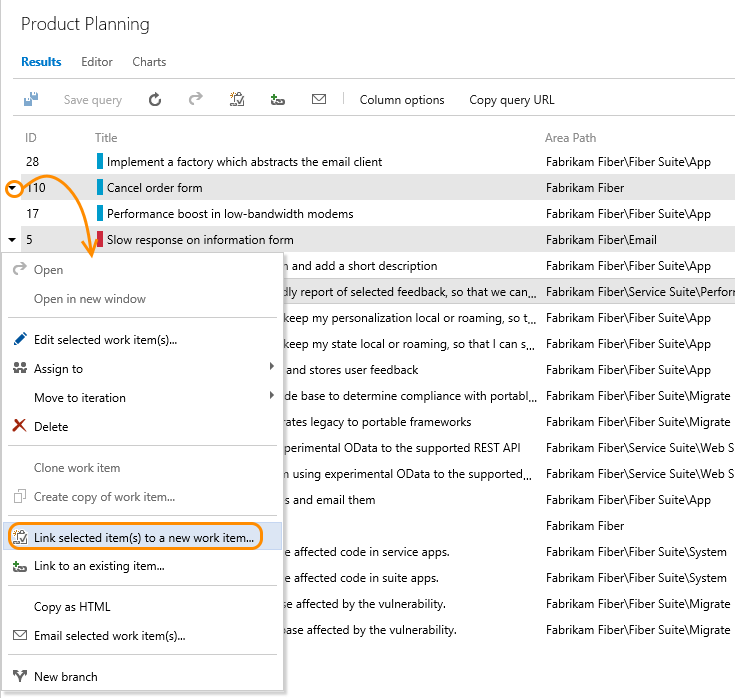 Product Planning
Results Editor Charts
Save query Column options Copy query URL
ID Title Area Path
28 Implement a factory which abstracts the email client Fabrikam Fiber\Fiber Suite\App
110 Cancel order form Fabrikam Fiber
17 Performance boost in low-bandwidth modems Fabrikam Fiber\Fiber Suite\App
5 Slow response on information form Fabrikam Fiber\Email
and add a short description Fabrikam Fiber\Fiber Suite\App
dly report of selected feedback, so that we can,... Fabrikam Fiber\Service Suite\Perfor
keep my personalization local or roaming, so t... Fabrikam Fiber\Fiber Suite\App
keep my state local or roaming, so that I can s... Fabrikam Fiber\Fiber Suite\App
and stores user feedback Fabrikam Fiber\Fiber Suite\App
de base to determine compliance with portabl... Fabrikam Fiber\Fiber Suite\Migrate
rates legacy to portable frameworks Fabrikam Fiber\Fiber Suite\Migrate
perimental OData to the supported REST API Fabrikam Fiber\Service Suite\Web S
n using experimental OData to the supported... Fabrikam Fiber\Service Suite\Web S
s and email them Fabrikam Fiber\Fiber Suite\App
Fabrikam Fiber
e affected code in service apps. Fabrikam Fiber\Fiber Suite\System
e affected code in suite apps. Fabrikam Fiber\Fiber Suite\System
se affected by the vulnerability. Fabrikam Fiber\Fiber Suite\Migrate
base affected by the vulnerability. Fabrikam Fiber\Fiber Suite\Migrate
Open
Open in new window
Edit selected work item(s)...
Assign to
Move to iteration
Delete
Clone work item
Create copy of work item...
Link selected item(s) to a new work item...
Link to an existing item...
Copy as HTML
Email selected work item(s)...
New branch